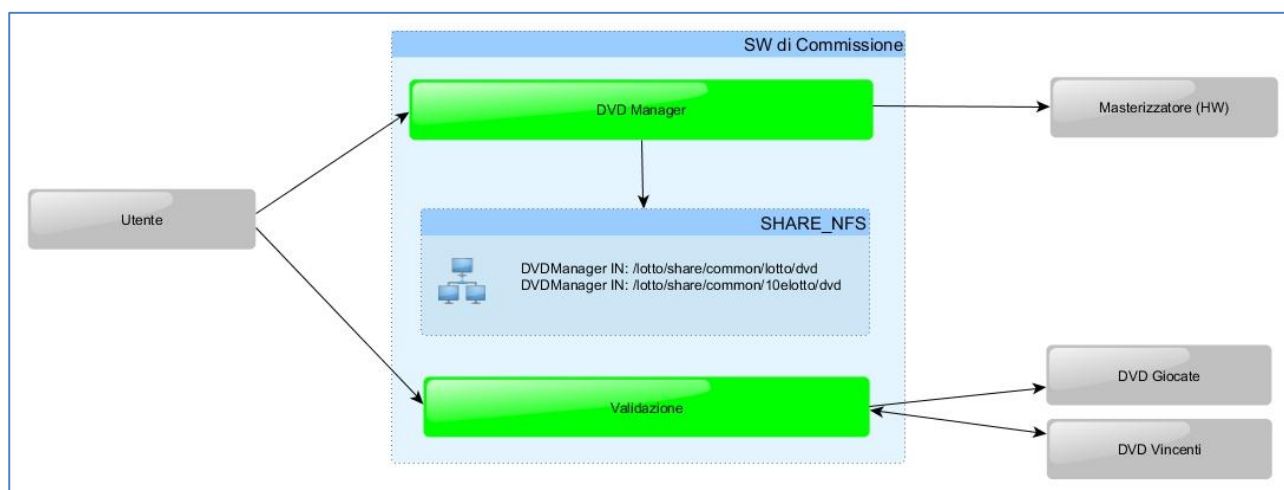 SW di Commissione
DVD Manager
Masterizzatore (HW)
Utente
SHARE_NFS
DVDManager IN: /lotto/share/common/lotto/dvd
DVDManager IN: /lotto/share/common/10elotto/dvd
Validazione
DVD Giocate
DVD Vincenti